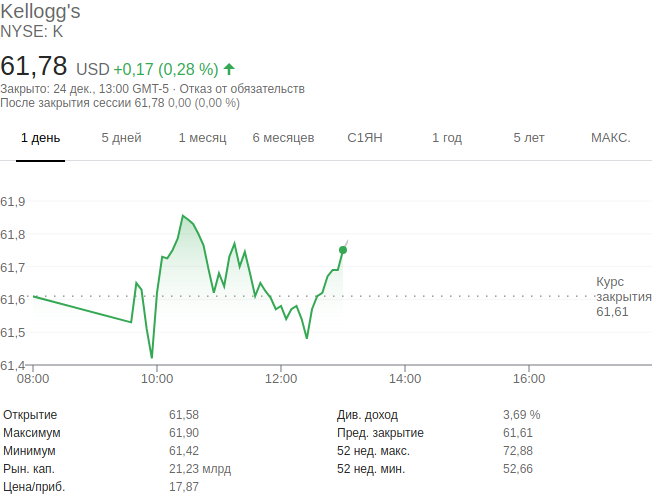 Kellogg's
NYSE: K
61,78 USD +0,17 (0,28 %)
Закрыто: 24 дек., 13:00 GMT-5 · Отказ от обязательств
После закрытия сессии 61,78 0,00 (0,00 %)
1 день 5 дней 1 месяц 6 месяцев С1ЯН 1 год 5 лет МАКС.
61,9
61,8
61,7
Курс
61,6 закрытия
61,61
61,5
61,4
08:00 10:00 12:00 14:00 16:00
Открытие 61,58 Див. доход 3,69 %
Максимум 61,90 Пред. закрытие 61,61
Минимум 61,42 52 нед. макс. 72,88
Рын. кап. 21,23 млрд 52 нед. мин. 52,66
Цена/приб. 17,87